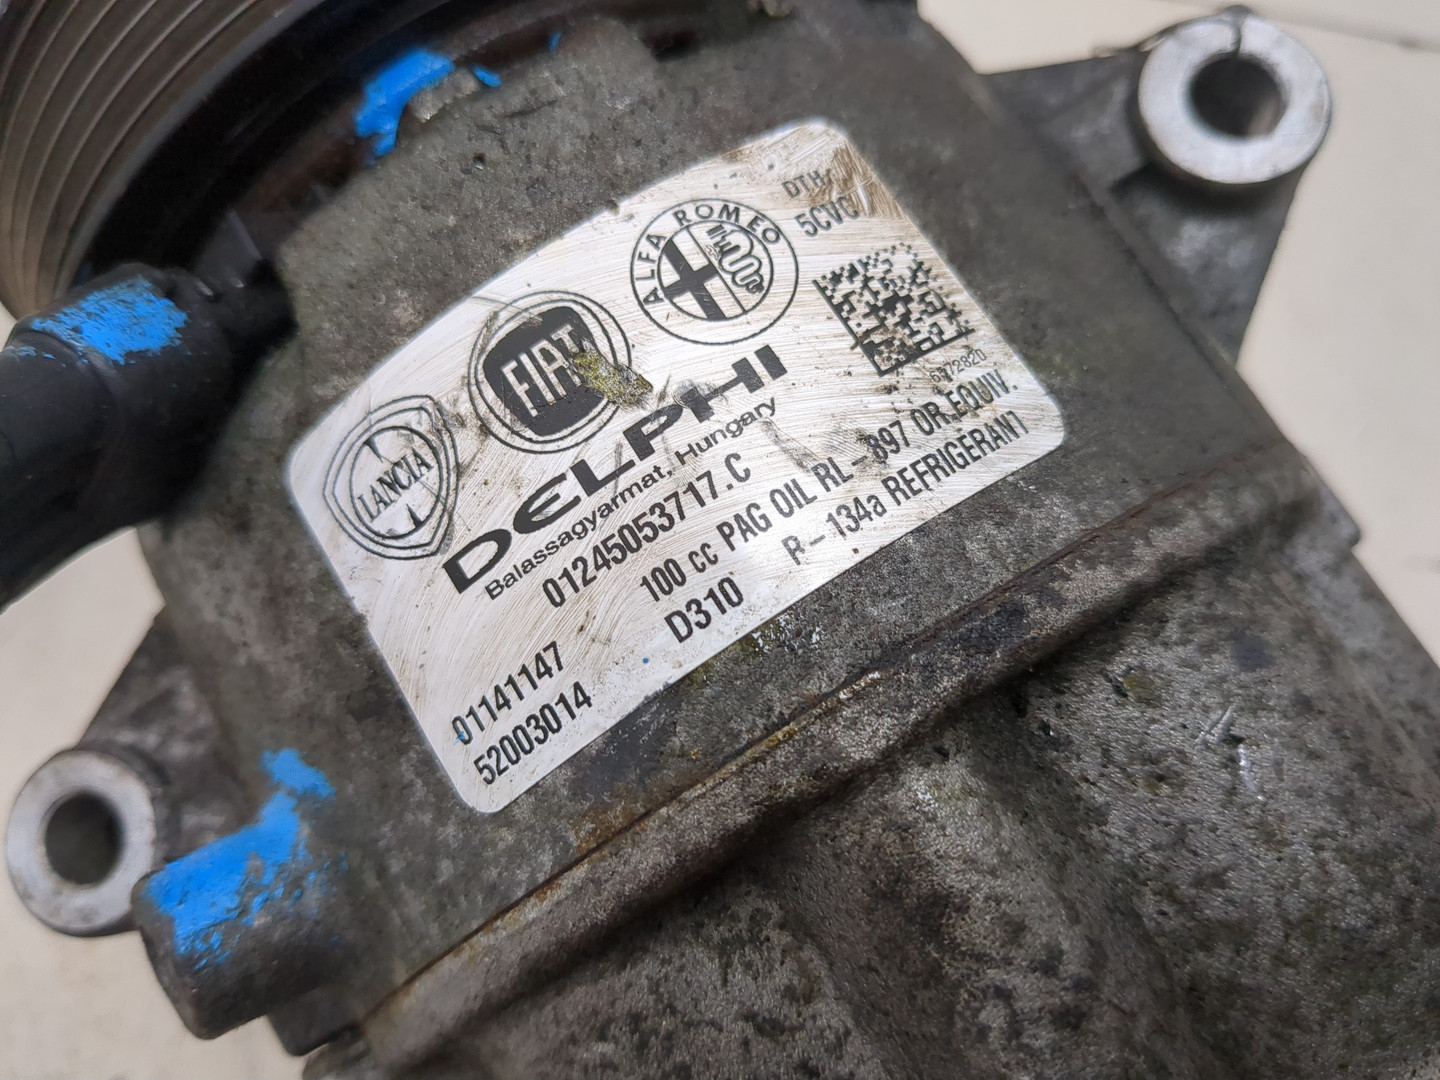 DTH/
5CVC
ALFA ROMEO
FIAT
LANCIA
DELPHI
Balassagyarmat, Hungary
01245053717.C
100 cc PAG OIL RL-897 OR.EQUIV.
D310 R-134a REFRIGERANT
01141147
52003014